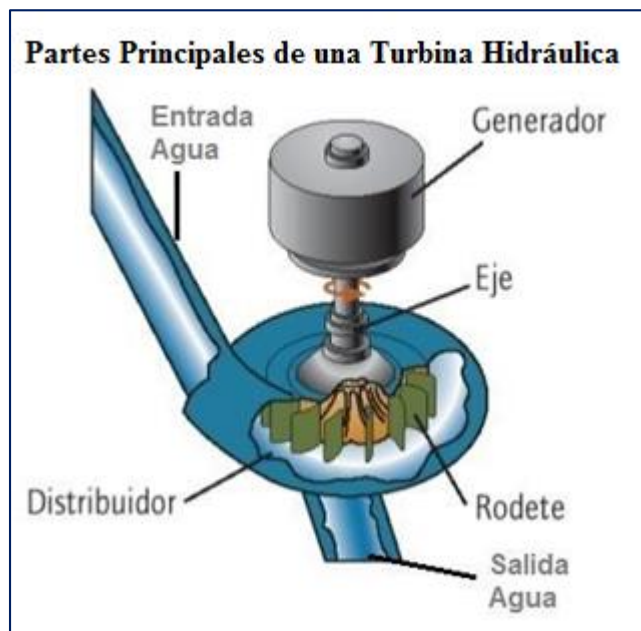 Partes Principales de una Turbina Hidráulica
Entrada
Agua
Generador
Eje
Distribuidor
Rodete
Salida
Agua